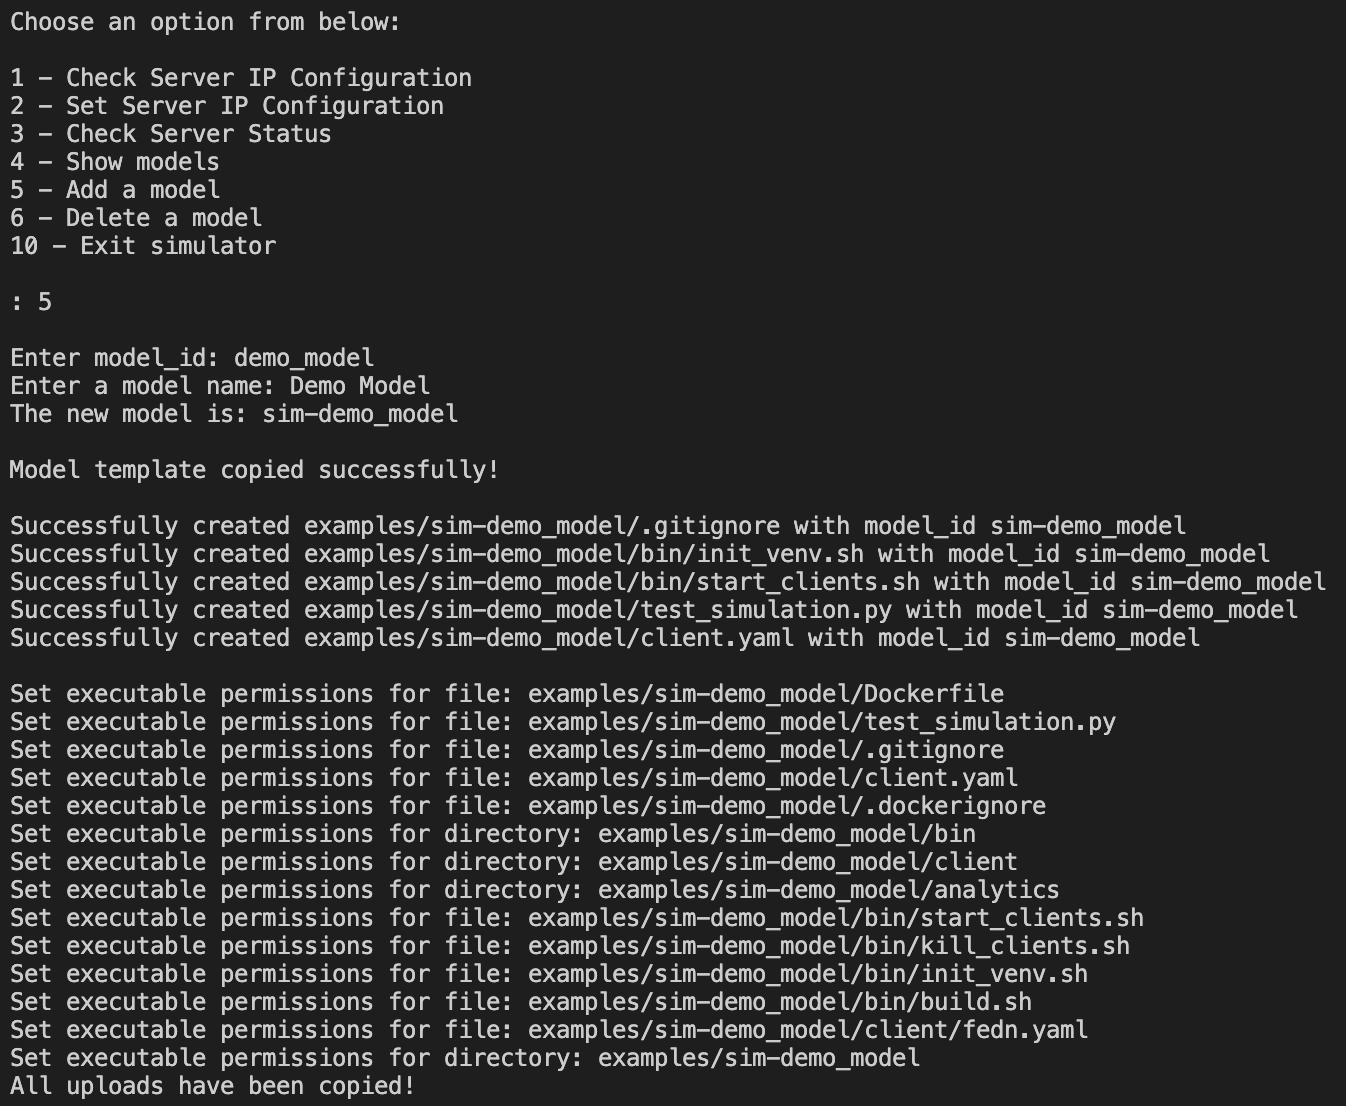 Choose an option from below:
1 - Check Server IP Configuration
2 - Set Server IP Configuration
3 - Check Server Status
4 - Show models
5 - Add a model
6 - Delete a model
10 - Exit simulator
: 5
Enter model_id: demo_model
Enter a model name: Demo Model
The new model is: sim-demo_model
Model template copied successfully!
Successfully created examples/sim-demo_model/.gitignore with model_id sim-demo_model
Successfully created examples/sim-demo_model/bin/init_venv.sh with model_id sim-demo_model
Successfully created examples/sim-demo_model/bin/start_clients.sh with model_id sim-demo_model
Successfully created examples/sim-demo_model/test_simulation.py with model_id sim-demo_model
Successfully created examples/sim-demo_model/client.yaml with model_id sim-demo_model
Set executable permissions for file: examples/sim-demo_model/Dockerfile
Set executable permissions for file: examples/sim-demo_model/test_simulation.py
Set executable permissions for file: examples/sim-demo_model/.gitignore
Set executable permissions for file: examples/sim-demo_model/client.yaml
Set executable permissions for file: examples/sim-demo_model/.dockerignore
Set executable permissions for directory: examples/sim-demo_model/bin
Set executable permissions for directory: examples/sim-demo_model/client
Set executable permissions for directory: examples/sim-demo_model/analytics
Set executable permissions for file: examples/sim-demo_model/bin/start_clients.sh
Set executable permissions for file: examples/sim-demo_model/bin/kill_clients.sh
Set executable permissions for file: examples/sim-demo_model/bin/init_venv.sh
Set executable permissions for file: examples/sim-demo_model/bin/build.sh
Set executable permissions for file: examples/sim-demo_model/client/fedn.yaml
Set executable permissions for directory: examples/sim-demo_model
All uploads have been copied!